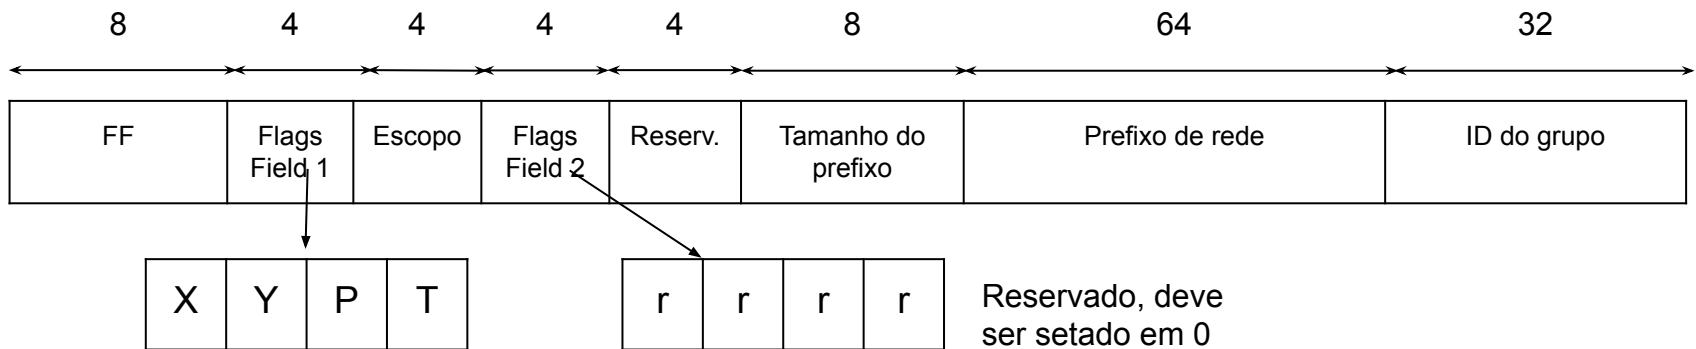 8 4 4 4 4 8 64 32
FF Flags Escopo Flags Reserv. Tamanho do Prefixo de rede ID do grupo
Field 1 Field 2 prefixo
X Y P T r r r r Reservado, deve
ser setado em 0